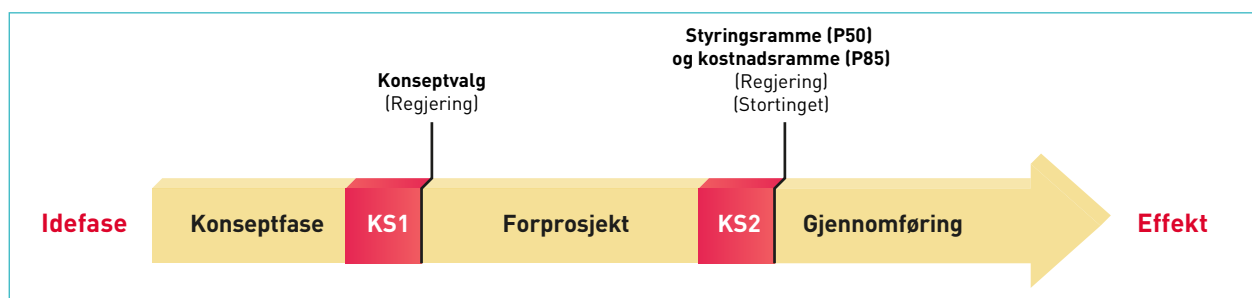 Styringsramme (P50)
og kostnadsramme (P85)
(Regjering)
(Stortinget)
Konseptvalg
(Regjering)
Idefase
Konseptfase
KS1
Forprosjekt
KS2
Gjennomføring
Effekt